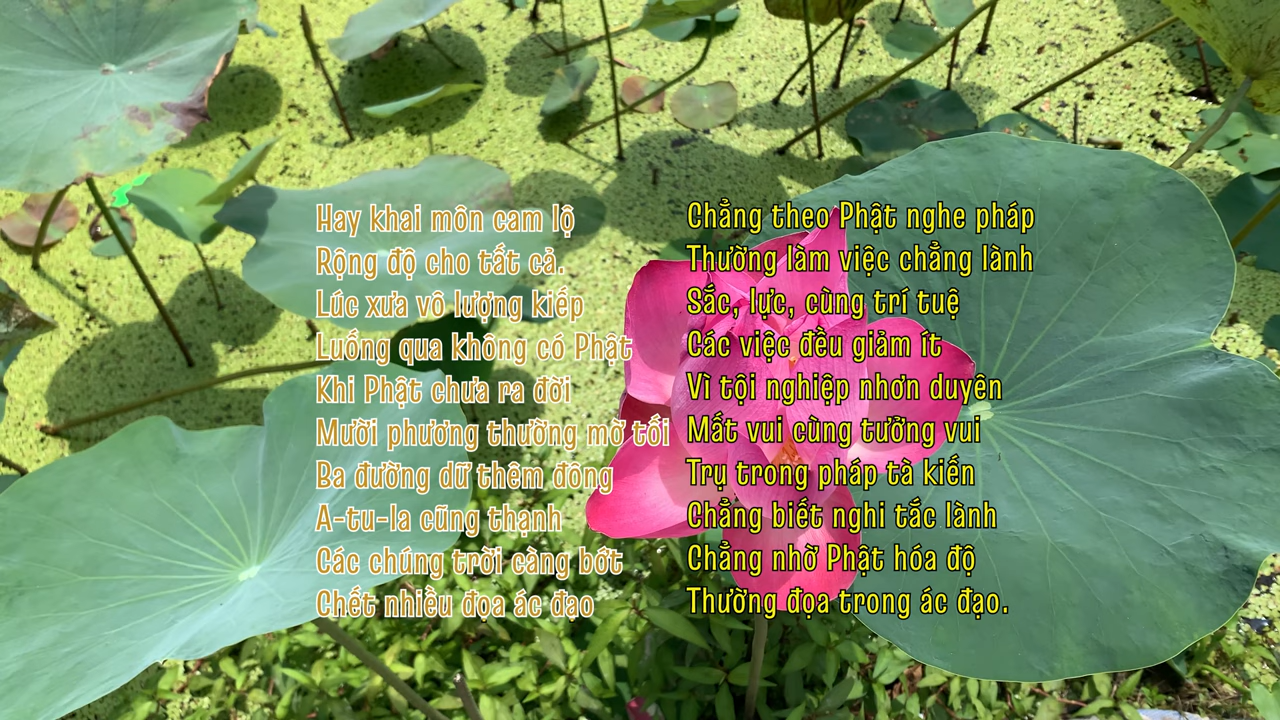 Hay khai môn cam lộ
Rộng độ cho tất cả.
Lúc xưa vô lượng kiếp
Luống qua không có Phật
Khi Phật chưa ra đời
Mười phương thường mờ tối
Ba đường dữ thêm đông
A-tu-la cũng thạnh
Các chúng trời càng bớt
Chết nhiều đọa ác đạo
Chẳng theo Phật nghe pháp
Thường làm việc chẳng lành
Sắc, lực, cùng trí tuệ
Các việc đều giảm ít
Vì tội nghiệp nhơn duyên
Mất vui cùng tưởng vui
Trụ trong pháp tà kiến
Chẳng biết nghi tắc lành
Chẳng nhờ Phật hóa độ
Thường đọa trong ác đạo.